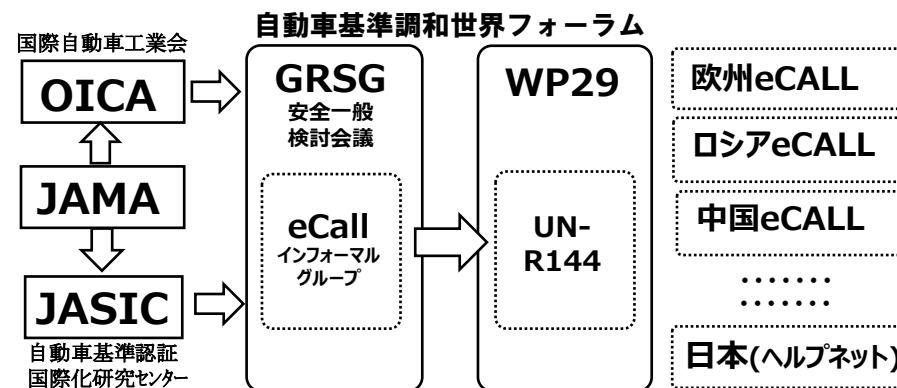 自動車基準調和世界フォーラム
国際自動車工業会
OICA
JAMA
JASIC
自動車基準認証
国際化研究センター
GRSG
安全一般
検討会議
eCall
インフォーマル
グループ
WP29
UN-
R144
欧州eCALL
ロシアeCALL
中国eCALL
・・・・・・・
・・・・・・・
日本(ヘルプネット)